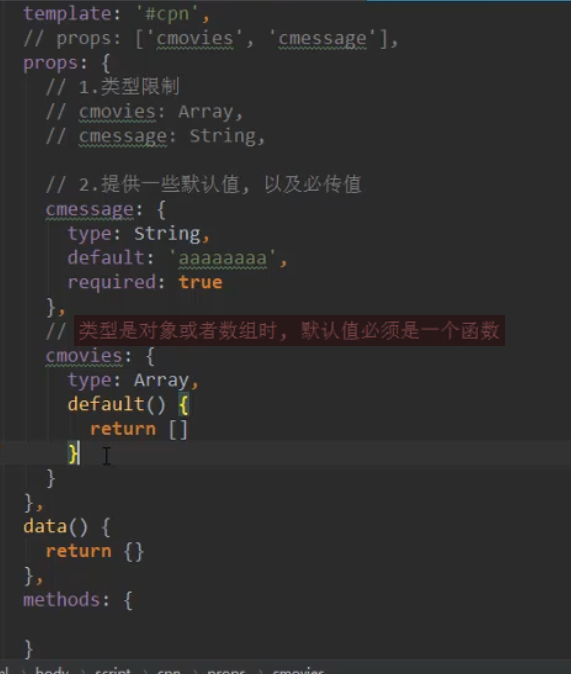 template: '#cpn',
// props: ['cmovies', 'cmessage'],
props: {
// 1.类型限制
// cmovies: Array,
// cmessage: String,
// 2.提供一些默认值, 以及必传值
cmessage: {
type: String,
default: 'aaaaaaaa',
required: true
},
// 类型是对象或者数组时, 默认值必须是一个函数
cmovies: {
type: Array,
default() {
return []
}
}
},
data() {
return {}
},
methods: {
}
body › script › cpn › props › cmovies